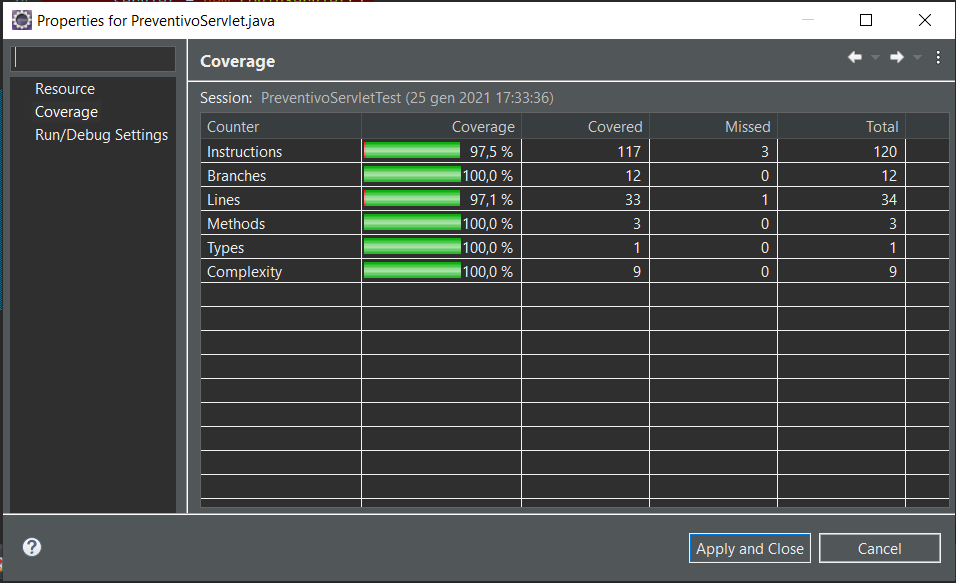 Properties for PreventivoServlet.java
Resource
Coverage
Run/Debug Settings
Coverage
Session: PreventivoServletTest (25 gen 2021 17:33:36)
Counter Coverage Covered Missed Total
Instructions 97,5 % 117 3 120
Branches 100,0 % 12 0 12
Lines 97,1 % 33 1 34
Methods 100,0 % 3 0 3
Types 100,0 % 1 0 1
Complexity 100,0 % 9 0 9
?
Apply and Close Cancel